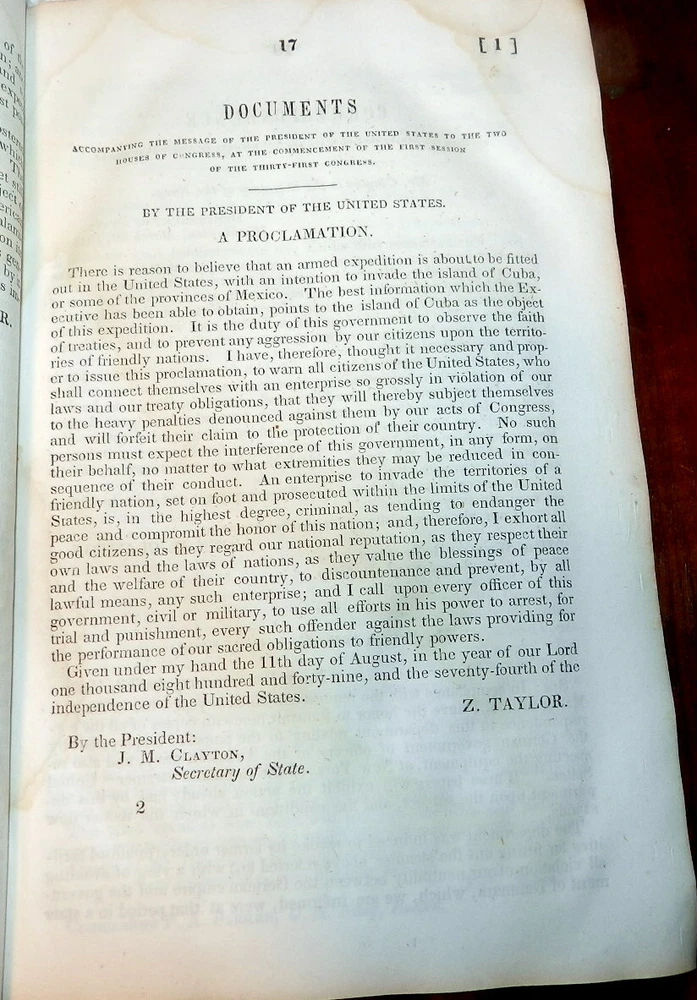 17 [1]
DOCUMENTS
ACCOMPANYING THE MESSAGE OF THE PRESIDENT OF THE UNITED STATES TO THE TWO
HOUSES OF CONGRESS, AT THE COMMENCEMENT OF THE FIRST SESSION
OF THE THIRTY-FIRST CONGRESS.
BY THE PRESIDENT OF THE UNITED STATES.
A PROCLAMATION.
There is reason to believe that an armed expedition is about to be fitted
out in the United States, with an intention to invade the island of Cuba,
or some of the provinces of Mexico. The best information which the Ex-
ecutive has been able to obtain, points to the island of Cuba as the object
of this expedition. It is the duty of this government to observe the faith
of treaties, and to prevent any aggression by our citizens upon the territo-
ries of friendly nations. I have, therefore, thought it necessary and prop-
er to issue this proclamation, to warn all citizens of the United States, who
shall connect themselves with an enterprise so grossly in violation of our
laws and our treaty obligations, that they will thereby subject themselves
to the heavy penalties denounced against them by our acts of Congress,
and will forfeit their claim to the protection of their country. No such
persons must expect the interference of this government, in any form, on
their behalf, no matter to what extremities they may be reduced in con-
sequence of their conduct. An enterprise to invade the territories of a
friendly nation, set on foot and prosecuted within the limits of the United
States, is, in the highest degree, criminal, as tending to endanger the
peace and compromit the honor of this nation; and, therefore, I exhort all
good citizens, as they regard our national reputation, as they respect their
own laws and the laws of nations, as they value the blessings of peace
and the welfare of their country, to discountenance and prevent, by all
lawful means, any such enterprise; and I call upon every officer of this
government, civil or military, to use all efforts in his power to arrest, for
trial and punishment, every such offender against the laws providing for
the performance of our sacred obligations to friendly powers.
Given under my hand the 11th day of August, in the year of our Lord
one thousand eight hundred and forty-nine, and the seventy-fourth of the
independence of the United States.
Z. TAYLOR.
By the President:
J. M. CLAYTON,
Secretary of State.
2